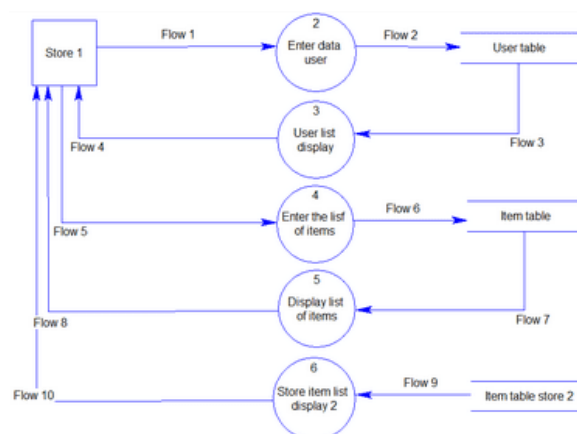 2
Flow 1
Enter data
user
Flow 2
Store 1
User table
3
User list
display
Flow 4
Flow 3
4
Enter the lisf
of items
Flow 6
Flow 5
Item table
5
Display list
of items
Flow 8
Flow 7
6
Store item list
display 2
Flow 9
Flow 10
Item table store 2